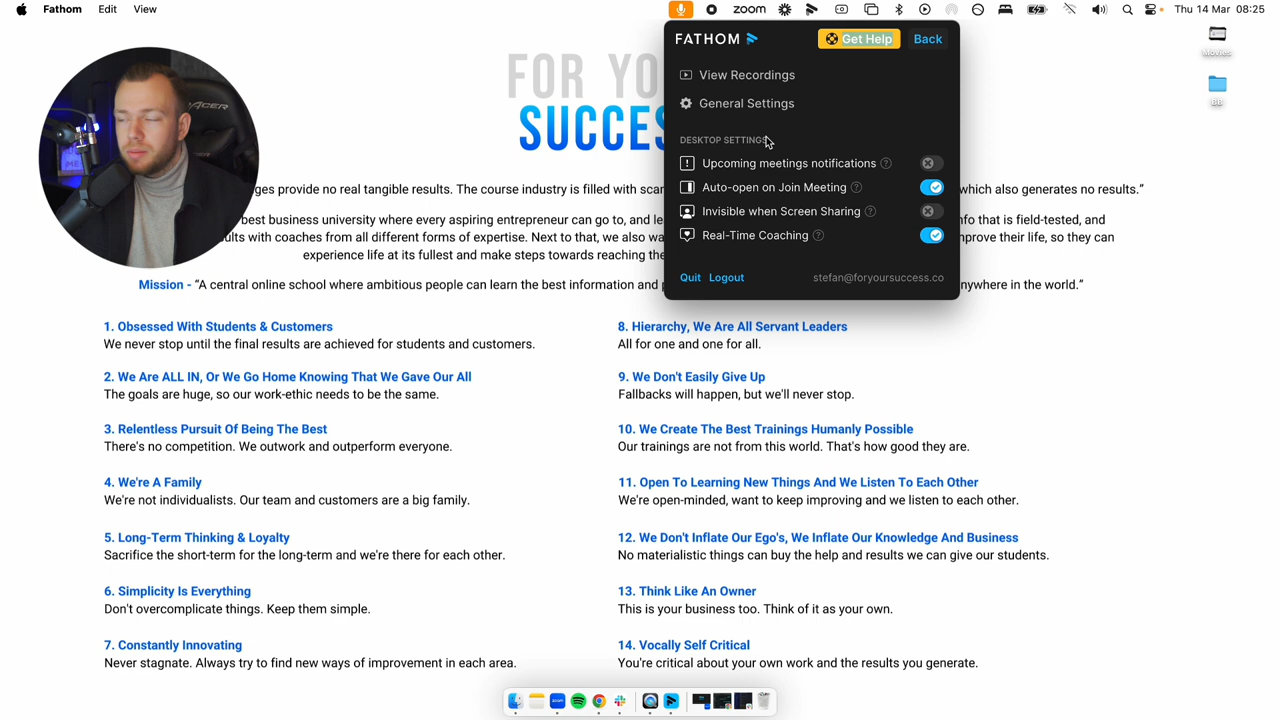 Fathom Edit View
zoom
Thu 14 Mar 08:25
FATHOM
Get Help
Back
View Recordings
General Settings
DESKTOP SETTINGS
Upcoming meetings notifications
Auto-open on Join Meeting
Invisible when Screen Sharing
Real-Time Coaching
Quit Logout stefan@foryoursuccess.co
Movies
BB
FOR YO
SUCCES
ges provide no real tangible results. The course industry is filled with scar which also generates no results.”
best business university where every aspiring entrepreneur can go to, and le info that is field-tested, and
ults with coaches from all different forms of expertise. Next to that, we also wa mprove their life, so they can
experience life at its fullest and make steps towards reaching the
Mission - “A central online school where ambitious people can learn the best information and p nywhere in the world.”
1. Obsessed With Students & Customers
We never stop until the final results are achieved for students and customers.
2. We Are ALL IN, Or We Go Home Knowing That We Gave Our All
The goals are huge, so our work-ethic needs to be the same.
3. Relentless Pursuit Of Being The Best
There's no competition. We outwork and outperform everyone.
4. We're A Family
We're not individualists. Our team and customers are a big family.
5. Long-Term Thinking & Loyalty
Sacrifice the short-term for the long-term and we're there for each other.
6. Simplicity Is Everything
Don't overcomplicate things. Keep them simple.
7. Constantly Innovating
Never stagnate. Always try to find new ways of improvement in each area.
8. Hierarchy, We Are All Servant Leaders
All for one and one for all.
9. We Don't Easily Give Up
Fallbacks will happen, but we'll never stop.
10. We Create The Best Trainings Humanly Possible
Our trainings are not from this world. That's how good they are.
11. Open To Learning New Things And We Listen To Each Other
We're open-minded, want to keep improving and we listen to each other.
12. We Don't Inflate Our Ego's, We Inflate Our Knowledge And Business
No materialistic things can buy the help and results we can give our students.
13. Think Like An Owner
This is your business too. Think of it as your own.
14. Vocally Self Critical
You're critical about your own work and the results you generate.